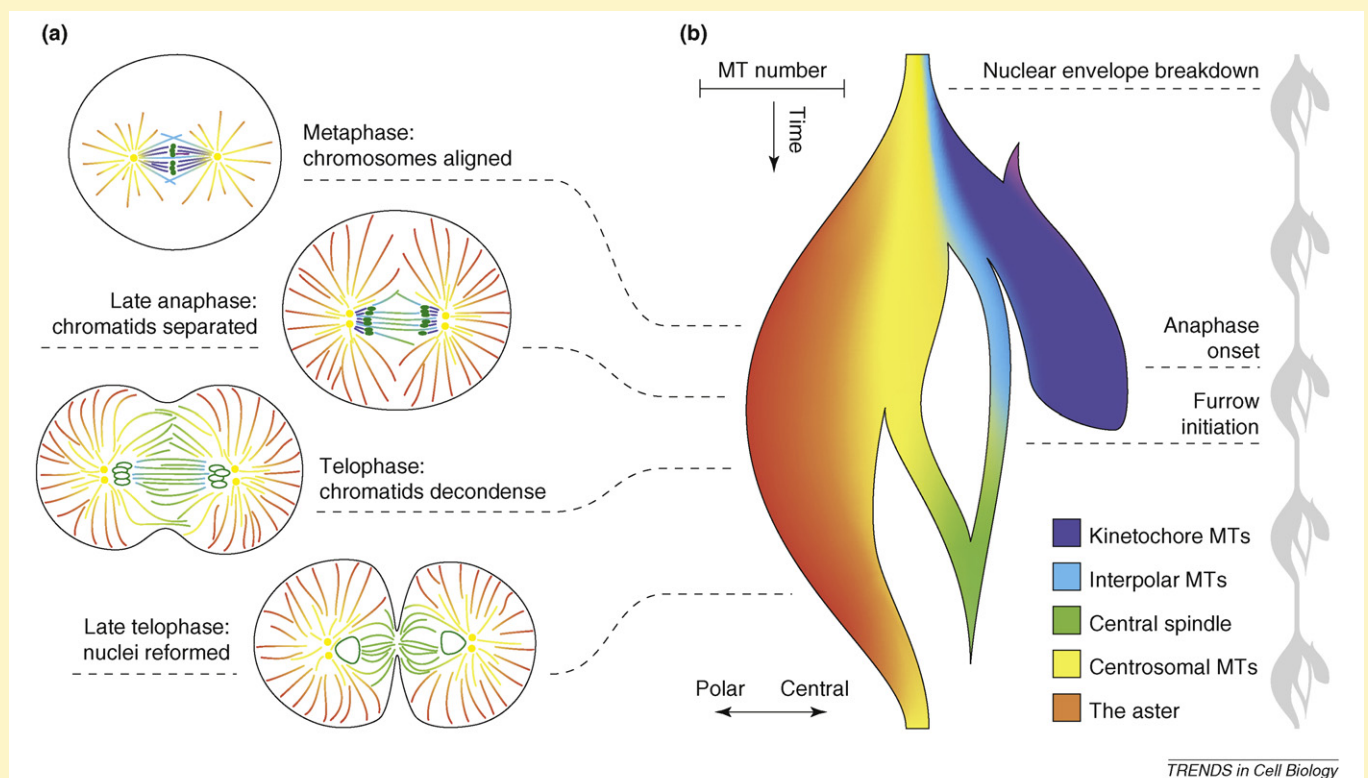 (a)
Metaphase:
chromosomes aligned
Late anaphase:
chromatids separated
Telophase:
chromatids decondense
Late telophase:
nuclei reformed
(b)
MT number
Time
Nuclear envelope breakdown
Anaphase
onset
Furrow
initiation
Kinetochore MTs
Interpolar MTs
Central spindle
Centrosomal MTs
The aster
Polar Central
TRENDS in Cell Biology